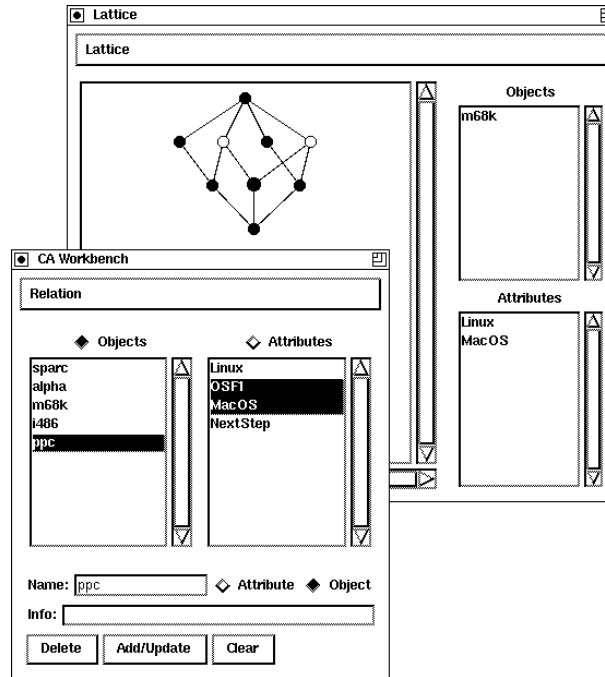 Lattice
Lattice
Objects
m68k
Attributes
Linux
MacOS
CA Workbench
Relation
Objects
Attributes
sparc
alpha
m68k
i486
ppc
Linux
OSF1
MacOS
NextStep
Name: ppc Attribute Object
Info:
Delete Add/Update Clear